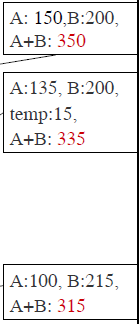 A: 150,B:200,
A+B: 350
A:135, B:200,
temp:15,
A+B: 335
A:100, B:215,
A+B: 315